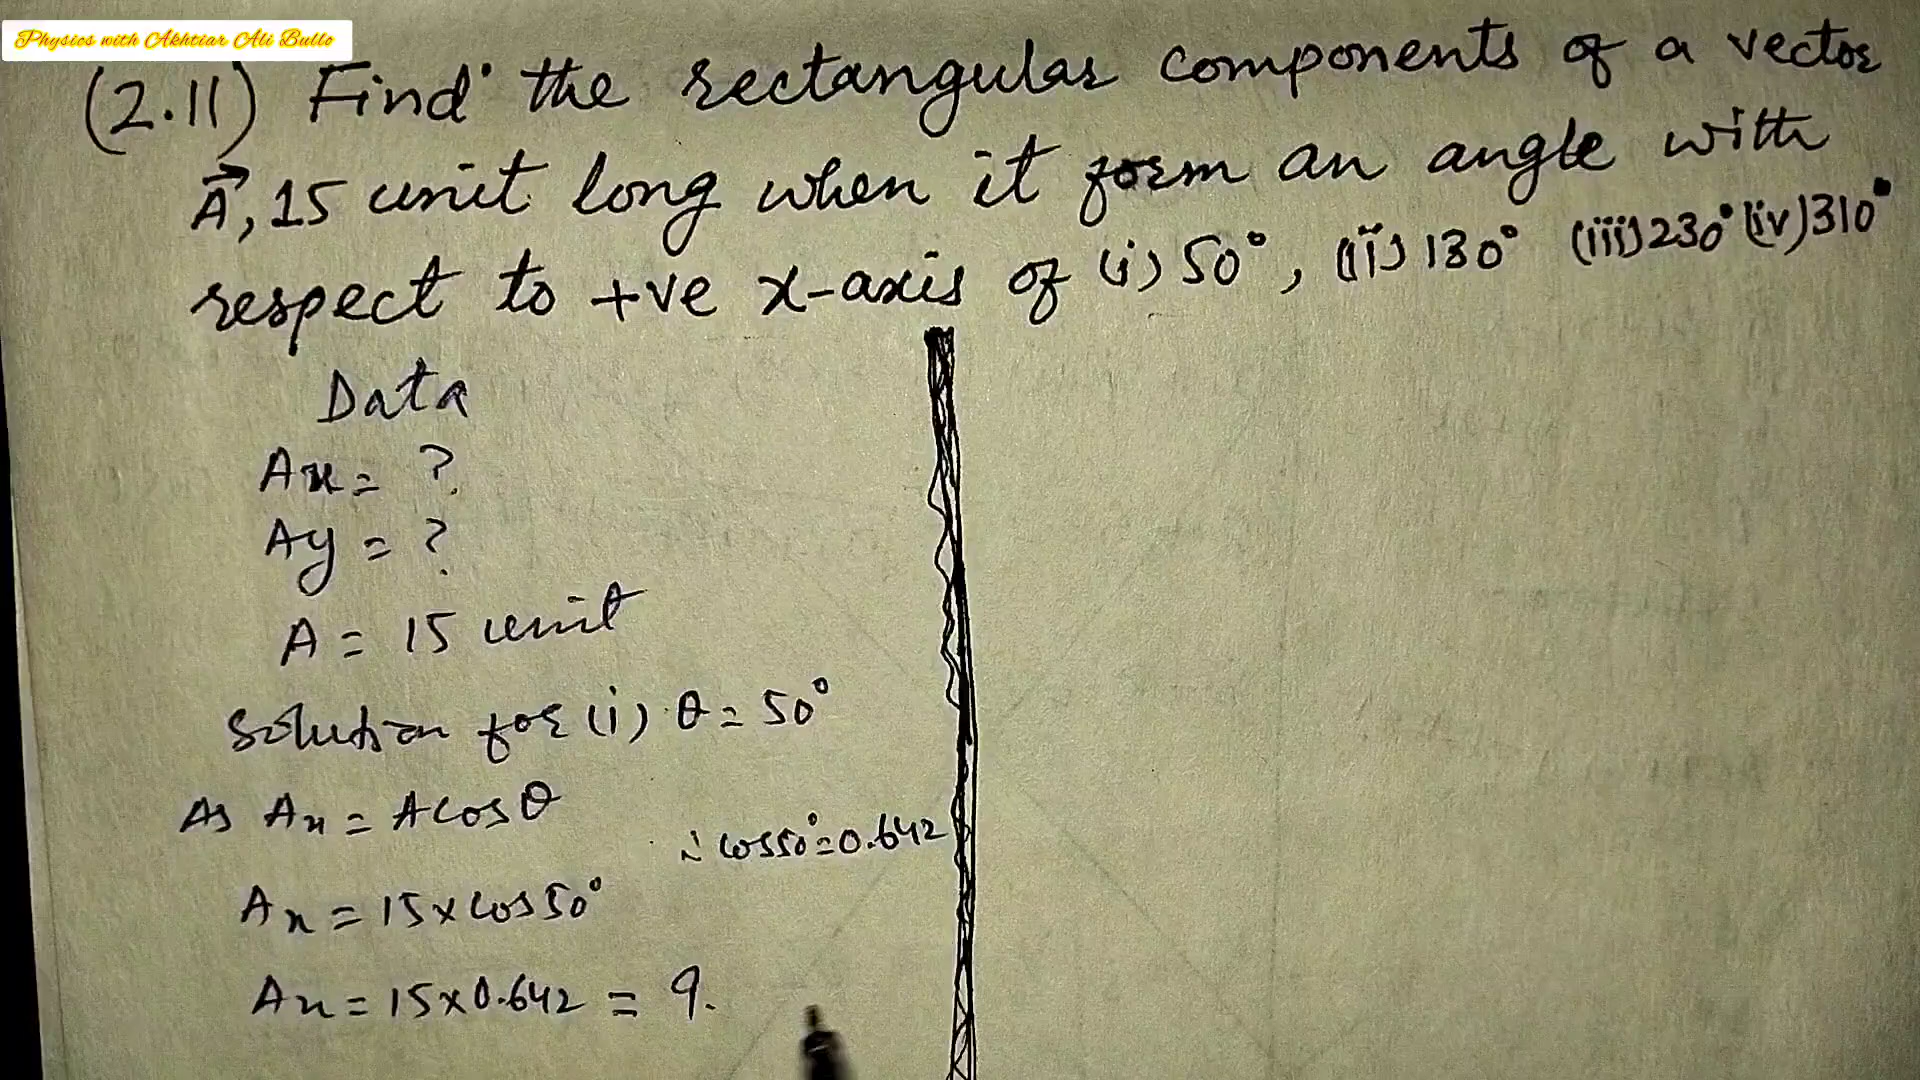 Physics with Akhtiar Ali Bullo
(2.11) Find the rectangular components of a vector
A, 15 unit long when it form an angle with
respect to +ve x-axis of (i) 50°, (ii) 130° (iii) 230° (iv) 310°
Data
Ax = ?
Ay = ?
A = 15 unit
Solution for (i) θ = 50°
As Ax = A cos θ
∵ cos50° = 0.642
Ax = 15 x cos 50°
Ax = 15 x 0.642 = 9.